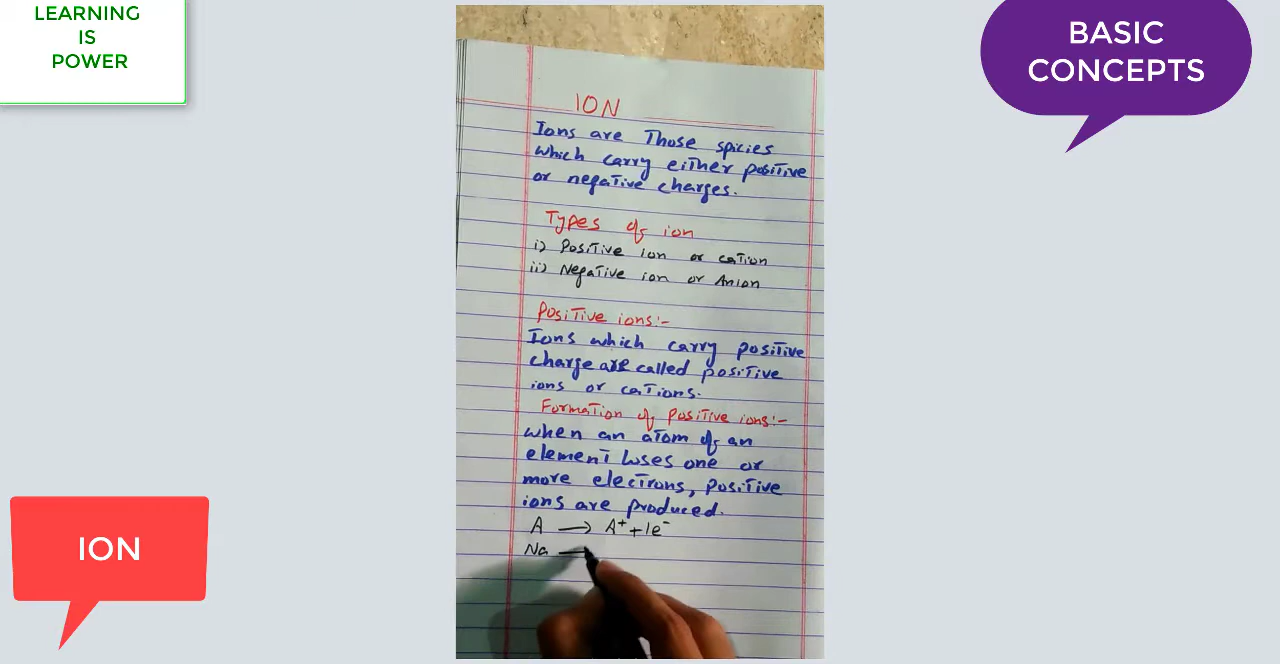 LEARNING
IS
POWER
BASIC
CONCEPTS
ION
Ions are Those spicies
which carry either positive
or negative charges.
Types of ion
i) Positive ion or cation
ii) Negative ion or Anion
Positive ions:-
Ions which carry positive
charge are called positive
ions or cations.
Formation of positive ions:-
when an atom of an
element loses one or
more electrons, positive
ions are produced.
A → A⁺ + 1e⁻
Na →
ION